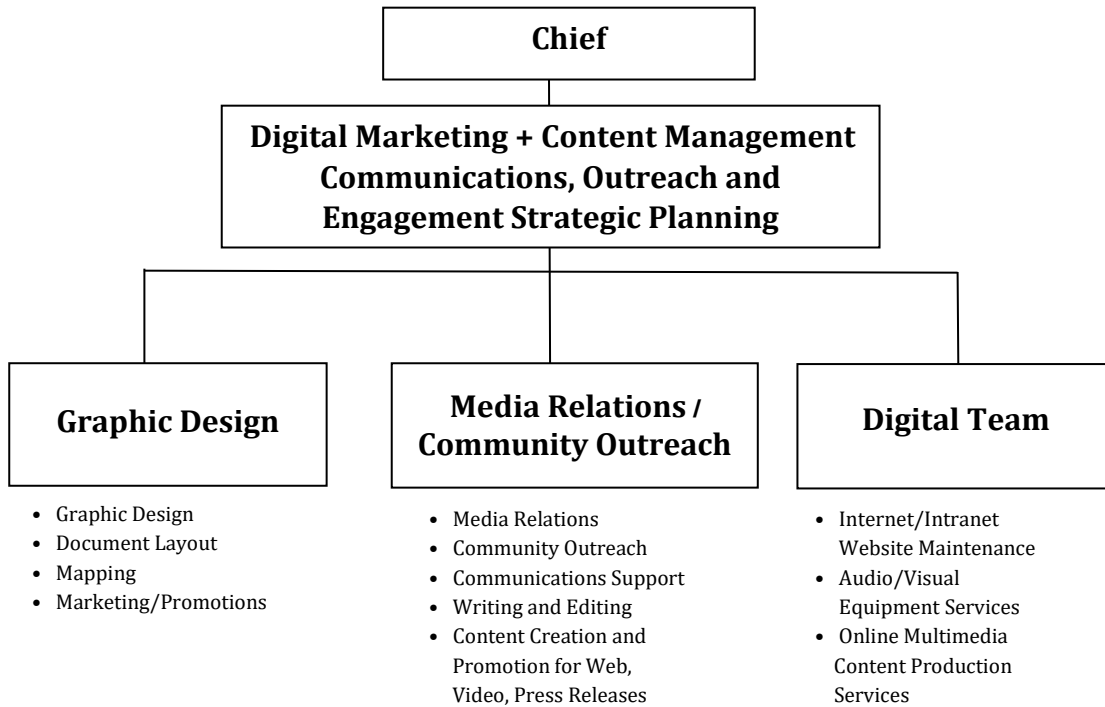 Chief
Digital Marketing + Content Management
Communications, Outreach and
Engagement Strategic Planning
Graphic Design
Media Relations /
Community Outreach
Digital Team
• Graphic Design
• Document Layout
• Mapping
• Marketing/Promotions
• Media Relations
• Community Outreach
• Communications Support
• Writing and Editing
• Content Creation and
Promotion for Web,
Video, Press Releases
• Internet/Intranet
Website Maintenance
• Audio/Visual
Equipment Services
• Online Multimedia
Content Production
Services